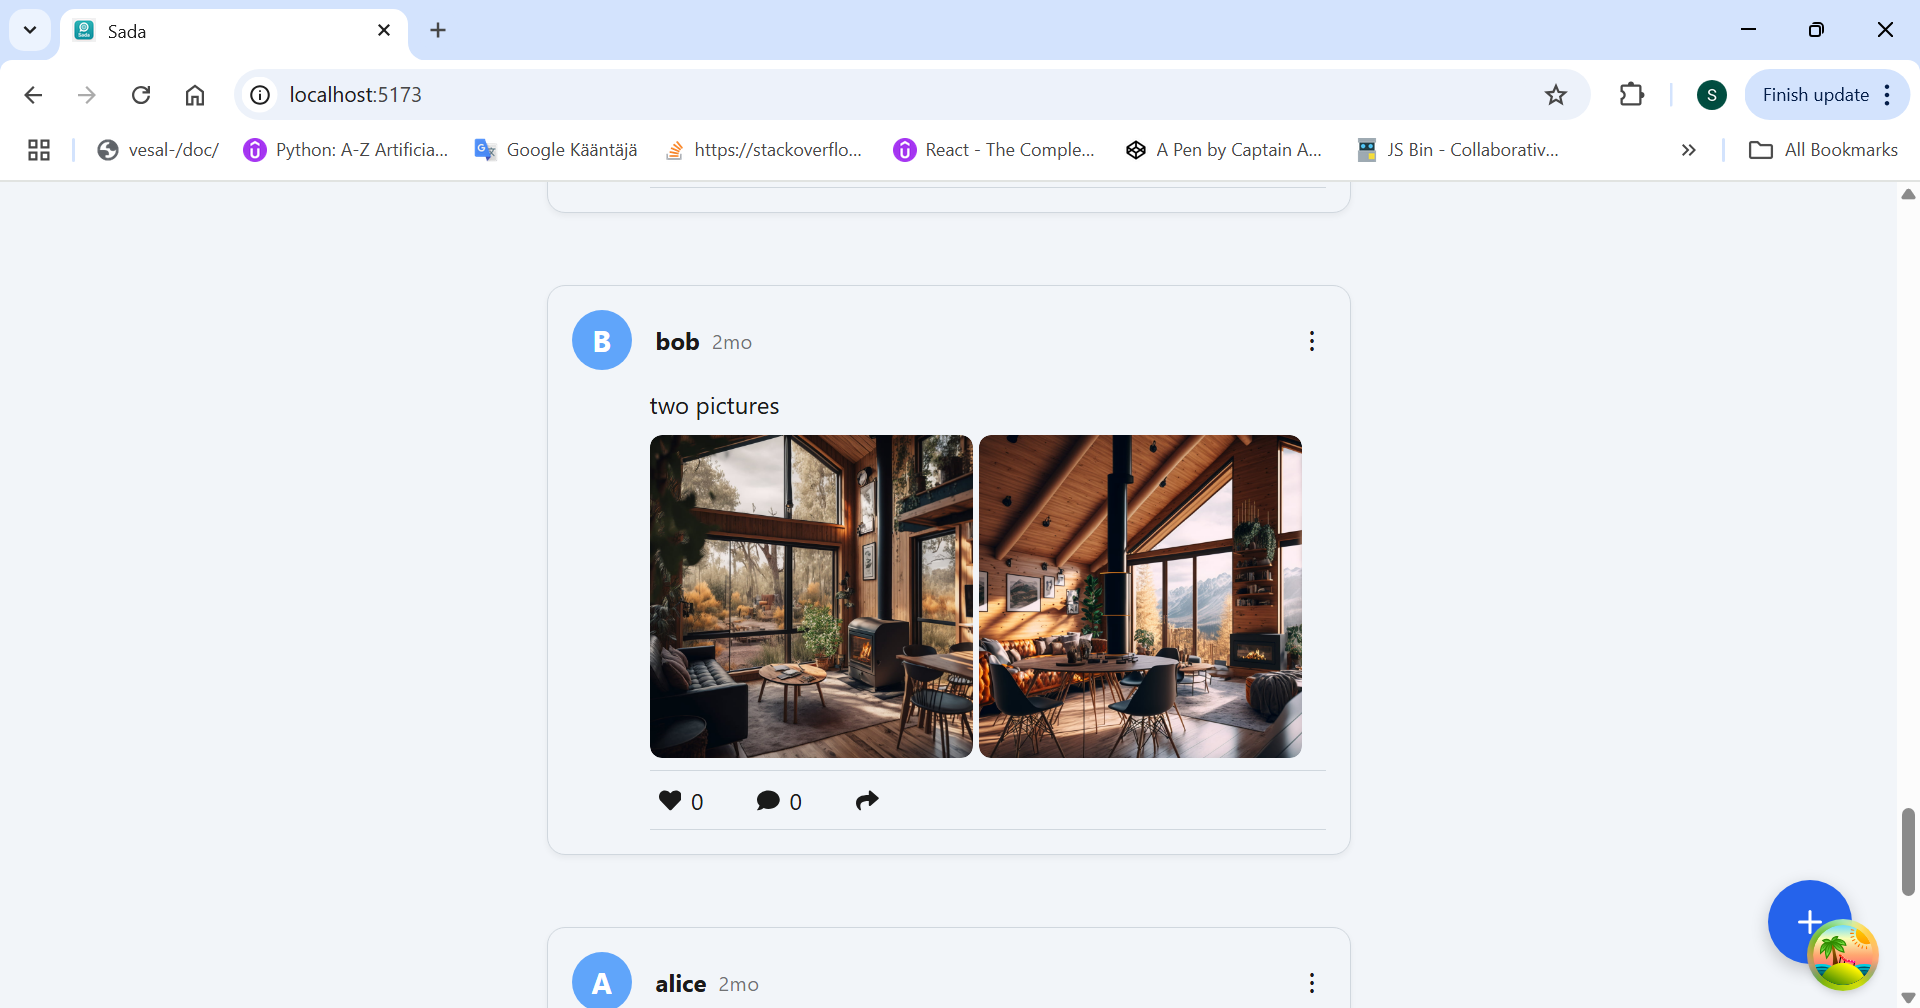 Sada
localhost:5173
S
Finish update
vesal-/doc/
Python: A-Z Artificia...
Google Kääntäjä
https://stackoverflo...
React - The Comple...
A Pen by Captain A...
JS Bin - Collaborativ...
All Bookmarks
B
bob 2mo
two pictures
0 0
A
alice 2mo